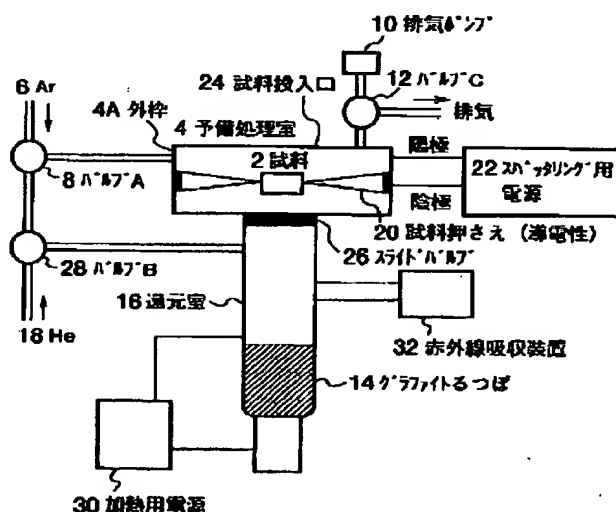 10 排気ポンプ
6 Ar
24 試料投入口
12 バルブC
4A 外枠
排気
4 予備処理室
2 試料
陽極
22 スパッタリング用
電源
8 バルブA
陰極
20 試料押さえ (導電性)
28 バルブB
26 スライドバルブ
16 還元室
18 He
32 赤外線吸収装置
14 グラファイトるつぼ
30 加熱用電源